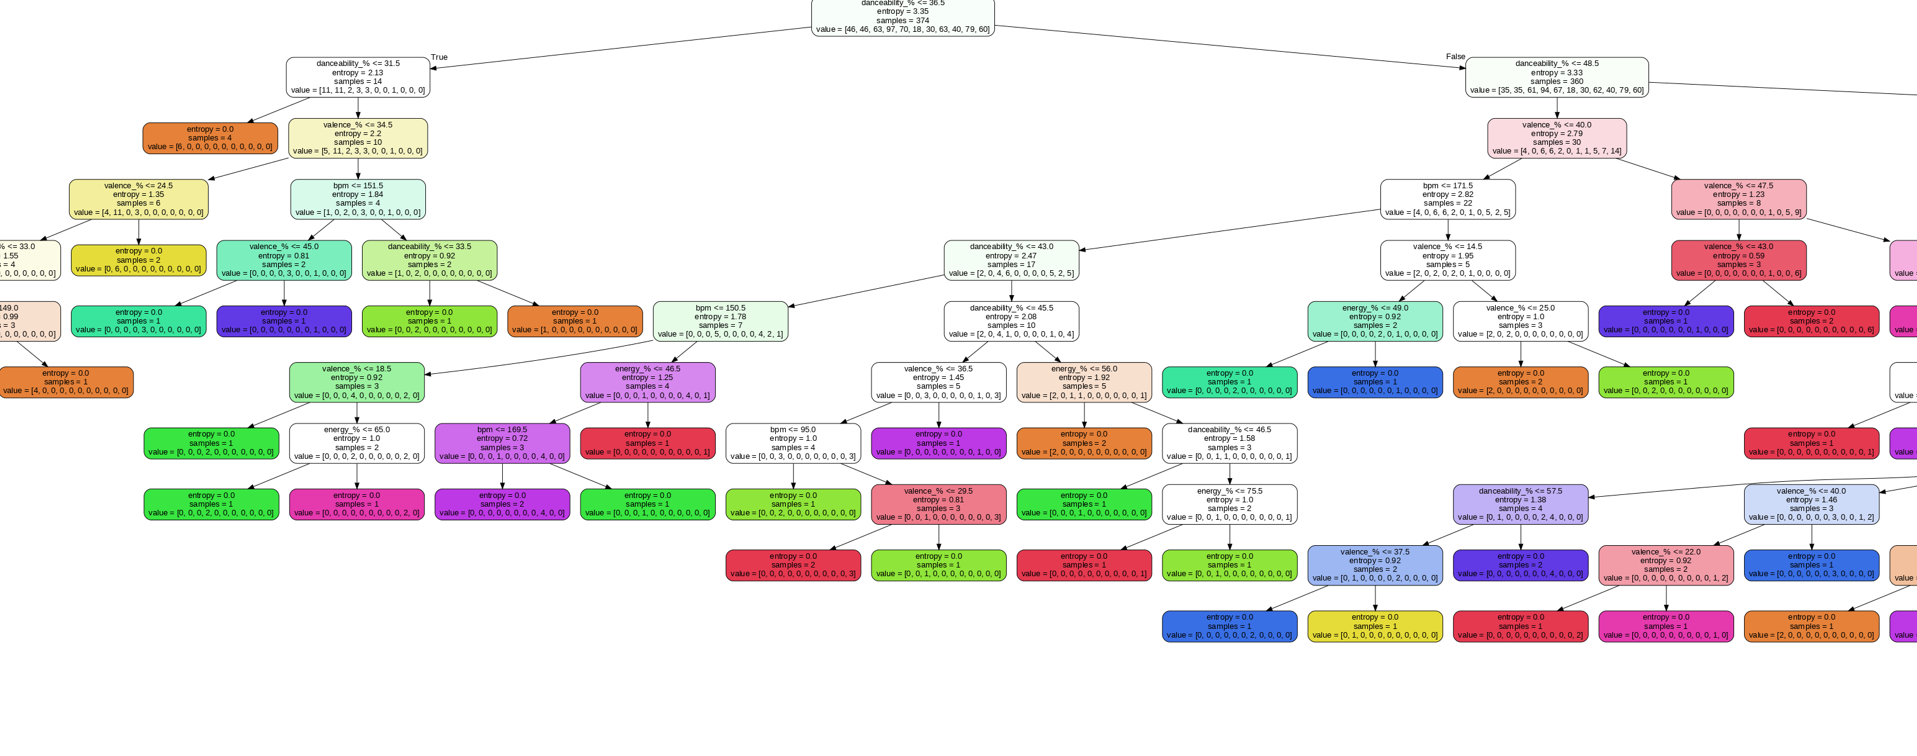 danceability_% <= 36.5
entropy = 3.35
samples = 374
value = [46, 46, 63, 97, 70, 18, 30, 63, 40, 79, 60]
True
False
danceability_% <= 31.5
entropy = 2.13
samples = 14
value = [11, 11, 2, 3, 3, 0, 0, 1, 0, 0, 0]
danceability_% <= 48.5
entropy = 3.33
samples = 360
value = [35, 35, 61, 94, 67, 18, 30, 62, 40, 79, 60]
entropy = 0.0
samples = 4
value = [6, 0, 0, 0, 0, 0, 0, 0, 0, 0, 0]
valence_% <= 34.5
entropy = 2.2
samples = 10
value = [5, 11, 2, 3, 3, 0, 0, 1, 0, 0, 0]
valence_% <= 40.0
entropy = 2.79
samples = 30
value = [4, 0, 6, 6, 2, 0, 1, 1, 5, 7, 14]
valence_% <= 24.5
entropy = 1.35
samples = 6
value = [4, 11, 0, 3, 0, 0, 0, 0, 0, 0, 0]
bpm <= 151.5
entropy = 1.84
samples = 4
value = [1, 0, 2, 0, 3, 0, 0, 1, 0, 0, 0]
bpm <= 171.5
entropy = 2.82
samples = 22
value = [4, 0, 6, 6, 2, 0, 1, 0, 5, 2, 5]
valence_% <= 47.5
entropy = 1.23
samples = 8
value = [0, 0, 0, 0, 0, 0, 0, 1, 0, 5, 9]
% <= 33.0
1.55
= 4
0, 0, 0, 0, 0, 0]
entropy = 0.0
samples = 2
value = [0, 6, 0, 0, 0, 0, 0, 0, 0, 0, 0]
valence_% <= 45.0
entropy = 0.81
samples = 2
value = [0, 0, 0, 0, 3, 0, 0, 1, 0, 0, 0]
danceability_% <= 33.5
entropy = 0.92
samples = 2
value = [1, 0, 2, 0, 0, 0, 0, 0, 0, 0, 0]
danceability_% <= 43.0
entropy = 2.47
samples = 17
value = [2, 0, 4, 6, 0, 0, 0, 0, 5, 2, 5]
valence_% <= 14.5
entropy = 1.95
samples = 5
value = [2, 0, 2, 0, 2, 0, 1, 0, 0, 0, 0]
valence_% <= 43.0
entropy = 0.59
samples = 3
value = [0, 0, 0, 0, 0, 0, 0, 1, 0, 0, 6]
149.0
0.99
= 3
0, 0, 0, 0, 0, 0]
entropy = 0.0
samples = 1
value = [0, 0, 0, 0, 3, 0, 0, 0, 0, 0, 0]
entropy = 0.0
samples = 1
value = [0, 0, 0, 0, 0, 0, 0, 1, 0, 0, 0]
entropy = 0.0
samples = 1
value = [0, 0, 2, 0, 0, 0, 0, 0, 0, 0, 0]
entropy = 0.0
samples = 1
value = [1, 0, 0, 0, 0, 0, 0, 0, 0, 0, 0]
bpm <= 150.5
entropy = 1.78
samples = 7
value = [0, 0, 0, 5, 0, 0, 0, 0, 4, 2, 1]
danceability_% <= 45.5
entropy = 2.08
samples = 10
value = [2, 0, 4, 1, 0, 0, 0, 0, 1, 0, 4]
energy_% <= 49.0
entropy = 0.92
samples = 2
value = [0, 0, 0, 0, 2, 0, 1, 0, 0, 0, 0]
valence_% <= 25.0
entropy = 1.0
samples = 3
value = [2, 0, 2, 0, 0, 0, 0, 0, 0, 0, 0]
entropy = 0.0
samples = 1
value = [0, 0, 0, 0, 0, 0, 0, 1, 0, 0, 0]
entropy = 0.0
samples = 2
value = [0, 0, 0, 0, 0, 0, 0, 0, 0, 0, 6]
entropy = 0.0
samples = 1
value = [4, 0, 0, 0, 0, 0, 0, 0, 0, 0, 0]
valence_% <= 18.5
entropy = 0.92
samples = 3
value = [0, 0, 0, 4, 0, 0, 0, 0, 0, 2, 0]
energy_% <= 46.5
entropy = 1.25
samples = 4
value = [0, 0, 0, 1, 0, 0, 0, 0, 4, 0, 1]
valence_% <= 36.5
entropy = 1.45
samples = 5
value = [0, 0, 3, 0, 0, 0, 0, 0, 1, 0, 3]
energy_% <= 56.0
entropy = 1.92
samples = 5
value = [2, 0, 1, 1, 0, 0, 0, 0, 0, 0, 1]
entropy = 0.0
samples = 1
value = [0, 0, 0, 0, 2, 0, 0, 0, 0, 0, 0]
entropy = 0.0
samples = 1
value = [0, 0, 0, 0, 0, 0, 1, 0, 0, 0, 0]
entropy = 0.0
samples = 2
value = [2, 0, 0, 0, 0, 0, 0, 0, 0, 0, 0]
entropy = 0.0
samples = 1
value = [0, 0, 2, 0, 0, 0, 0, 0, 0, 0, 0]
entropy = 0.0
samples = 1
value = [0, 0, 0, 2, 0, 0, 0, 0, 0, 0, 0]
energy_% <= 65.0
entropy = 1.0
samples = 2
value = [0, 0, 0, 2, 0, 0, 0, 0, 0, 2, 0]
bpm <= 169.5
entropy = 0.72
samples = 3
value = [0, 0, 0, 1, 0, 0, 0, 0, 4, 0, 0]
entropy = 0.0
samples = 1
value = [0, 0, 0, 0, 0, 0, 0, 0, 0, 0, 1]
bpm <= 95.0
entropy = 1.0
samples = 4
value = [0, 0, 3, 0, 0, 0, 0, 0, 0, 0, 3]
entropy = 0.0
samples = 1
value = [0, 0, 0, 0, 0, 0, 0, 0, 1, 0, 0]
entropy = 0.0
samples = 2
value = [2, 0, 0, 0, 0, 0, 0, 0, 0, 0, 0]
danceability_% <= 46.5
entropy = 1.58
samples = 3
value = [0, 0, 1, 1, 0, 0, 0, 0, 0, 0, 1]
entropy = 0.0
samples = 1
value = [0, 0, 0, 0, 0, 0, 0, 0, 0, 0, 1]
entropy = 0.0
samples = 1
value = [0, 0, 0, 2, 0, 0, 0, 0, 0, 0, 0]
entropy = 0.0
samples = 1
value = [0, 0, 0, 0, 0, 0, 0, 0, 0, 2, 0]
entropy = 0.0
samples = 2
value = [0, 0, 0, 0, 0, 0, 0, 0, 4, 0, 0]
entropy = 0.0
samples = 1
value = [0, 0, 0, 1, 0, 0, 0, 0, 0, 0, 0]
entropy = 0.0
samples = 1
value = [0, 0, 2, 0, 0, 0, 0, 0, 0, 0, 0]
valence_% <= 29.5
entropy = 0.81
samples = 3
value = [0, 0, 1, 0, 0, 0, 0, 0, 0, 0, 3]
entropy = 0.0
samples = 1
value = [0, 0, 0, 1, 0, 0, 0, 0, 0, 0, 0]
energy_% <= 75.5
entropy = 1.0
samples = 2
value = [0, 0, 1, 0, 0, 0, 0, 0, 0, 0, 1]
danceability_% <= 57.5
entropy = 1.38
samples = 4
value = [0, 1, 0, 0, 0, 0, 2, 4, 0, 0, 0]
valence_% <= 40.0
entropy = 1.46
samples = 3
value = [0, 0, 0, 0, 0, 0, 3, 0, 0, 1, 2]
entropy = 0.0
samples = 2
value = [0, 0, 0, 0, 0, 0, 0, 0, 0, 0, 3]
entropy = 0.0
samples = 1
value = [0, 0, 1, 0, 0, 0, 0, 0, 0, 0, 0]
entropy = 0.0
samples = 1
value = [0, 0, 0, 0, 0, 0, 0, 0, 0, 0, 1]
entropy = 0.0
samples = 1
value = [0, 0, 1, 0, 0, 0, 0, 0, 0, 0, 0]
valence_% <= 37.5
entropy = 0.92
samples = 2
value = [0, 1, 0, 0, 0, 0, 2, 0, 0, 0, 0]
entropy = 0.0
samples = 2
value = [0, 0, 0, 0, 0, 0, 0, 4, 0, 0, 0]
valence_% <= 22.0
entropy = 0.92
samples = 2
value = [0, 0, 0, 0, 0, 0, 0, 0, 0, 1, 2]
entropy = 0.0
samples = 1
value = [0, 0, 0, 0, 0, 0, 3, 0, 0, 0, 0]
entropy = 0.0
samples = 1
value = [0, 0, 0, 0, 0, 0, 2, 0, 0, 0, 0]
entropy = 0.0
samples = 1
value = [0, 1, 0, 0, 0, 0, 0, 0, 0, 0, 0]
entropy = 0.0
samples = 1
value = [0, 0, 0, 0, 0, 0, 0, 0, 0, 0, 2]
entropy = 0.0
samples = 1
value = [0, 0, 0, 0, 0, 0, 0, 0, 0, 1, 0]
entropy = 0.0
samples = 1
value = [2, 0, 0, 0, 0, 0, 0, 0, 0, 0, 0]